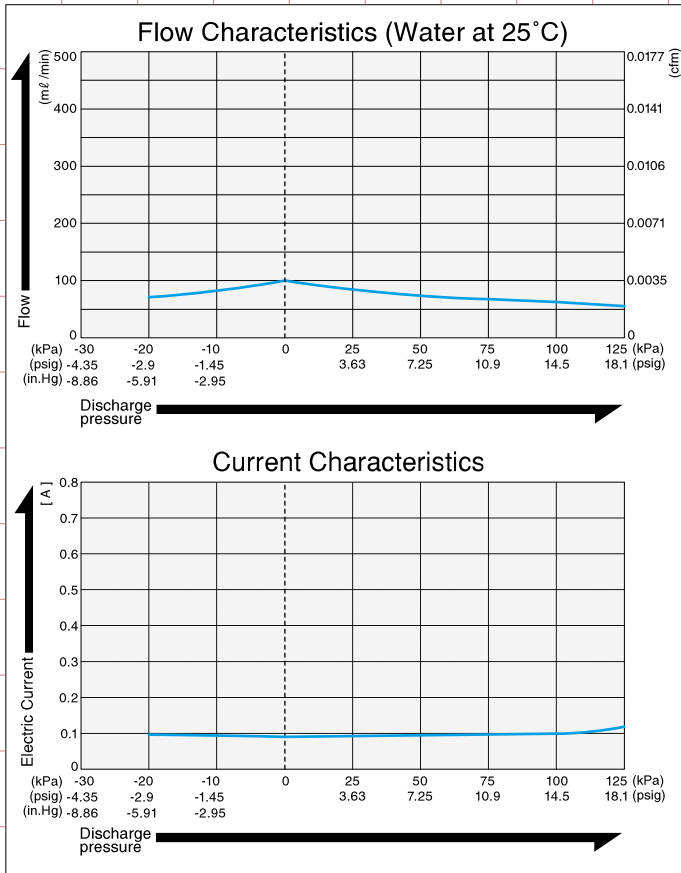 Flow Characteristics (Water at 25˚C)
(mℓ/min)
(cfm)
500
0.0177
400
0.0141
300
0.0106
200
0.0071
100
0.0035
0
0
Flow
(kPa) -30 -20 -10 0 25 50 75 100 125 (kPa)
(psig) -4.35 -2.9 -1.45 3.63 7.25 10.9 14.5 18.1 (psig)
(in.Hg) -8.86 -5.91 -2.95
Discharge
pressure
Current Characteristics
[ A ]
0.8
0.7
0.6
0.5
0.4
0.3
0.2
0.1
0
Electric Current
(kPa) -30 -20 -10 0 25 50 75 100 125 (kPa)
(psig) -4.35 -2.9 -1.45 3.63 7.25 10.9 14.5 18.1 (psig)
(in.Hg) -8.86 -5.91 -2.95
Discharge
pressure